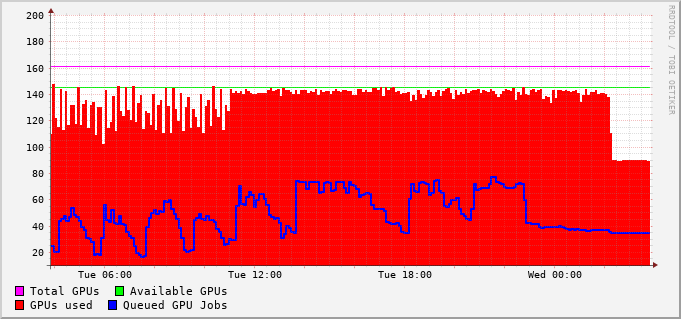 200
180
160
140
120
100
80
60
40
20
Tue 06:00 Tue 12:00 Tue 18:00 Wed 00:00
Total GPUs Available GPUs
GPUs used Queued GPU Jobs
RRDTOOL / TOBI OETIKER